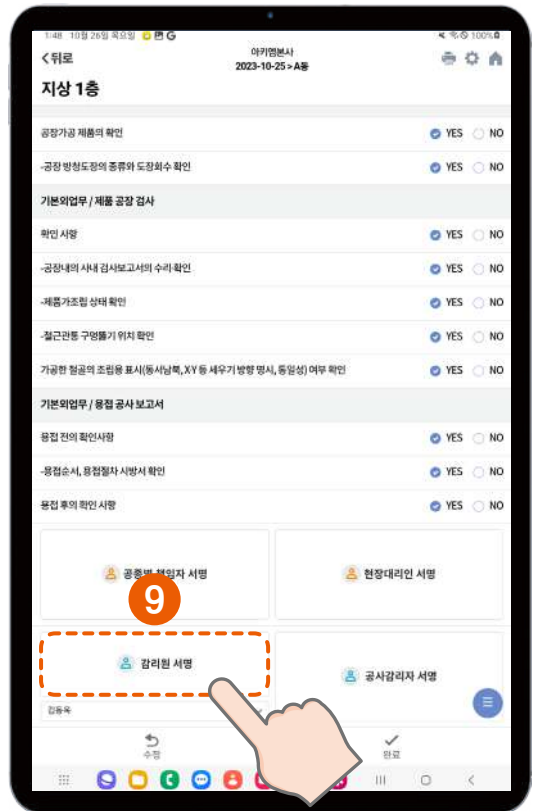 1:48 10월 26일 목요일 G
100%
< 뒤로
아키엠본사
2023-10-25 > A동
지상 1층
공장가공 제품의 확인 YES NO
-공장 방청도장의 종류와 도장회수 확인 YES NO
기본외업무 / 제품 공장 검사
확인 사항 YES NO
-공장내의 사내 검사보고서의 수리·확인 YES NO
-제품가조립 상태 확인 YES NO
-철근관통 구멍뚫기 위치 확인 YES NO
가공한 철골의 조립용 표시(동서남북, X·Y 등 세우기 방향 명시, 동일성) 여부 확인 YES NO
기본외업무 / 용접 공사 보고서
용접 전의 확인사항 YES NO
-용접순서, 용접절차 시방서 확인 YES NO
용접 후의 확인 사항 YES NO
공종별 책임자 서명
현장대리인 서명
9
감리원 서명
공사감리자 서명
김동욱
수정
완료